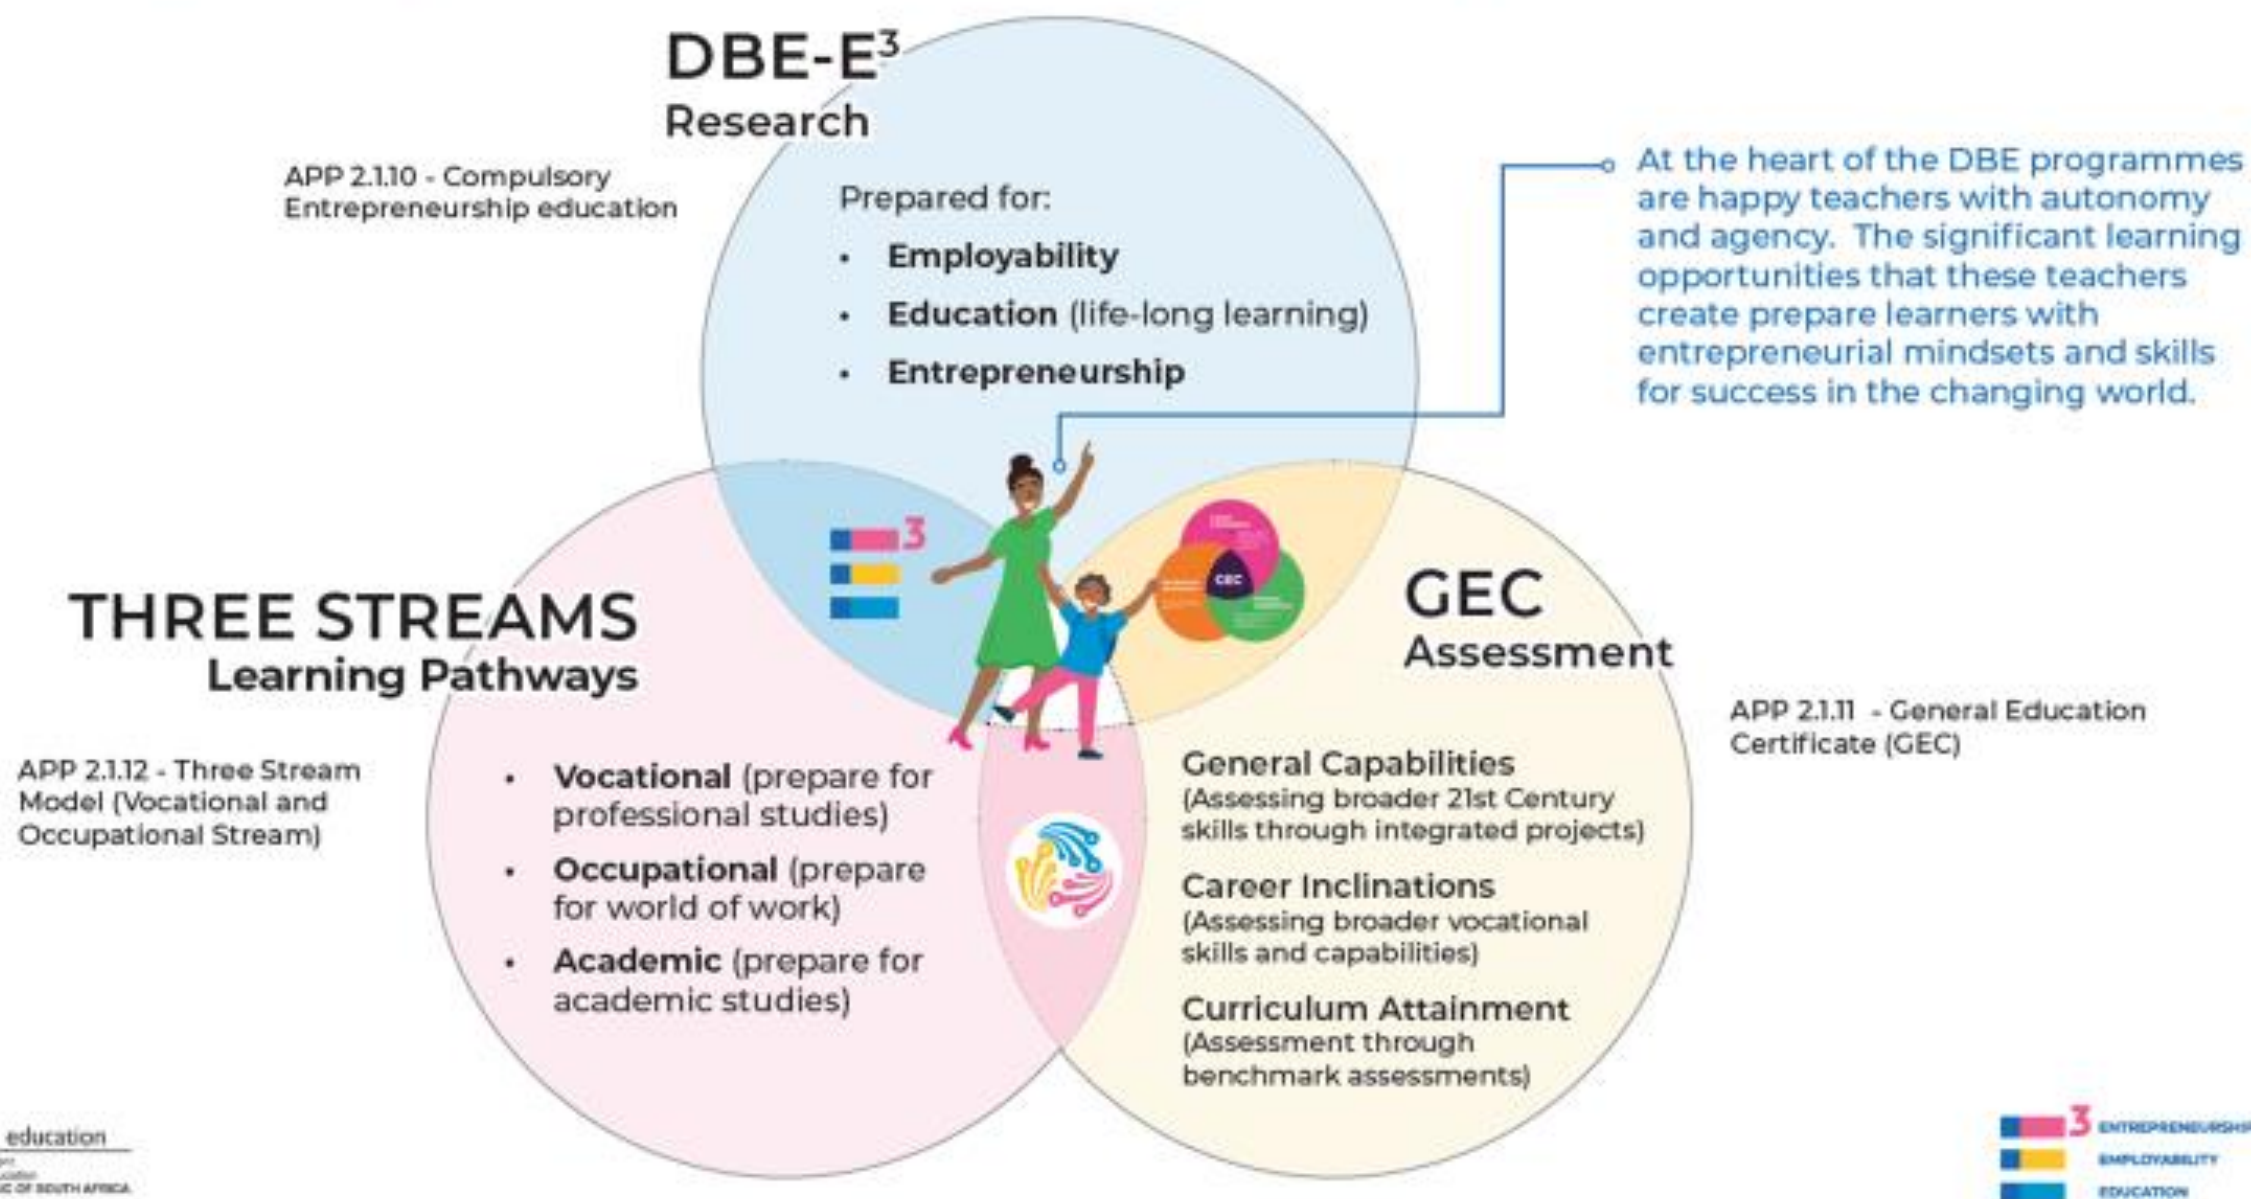 DBE-E³
Research
APP 2.1.10 - Compulsory
Entrepreneurship education
Prepared for:
• Employability
• Education (life-long learning)
• Entrepreneurship
At the heart of the DBE programmes
are happy teachers with autonomy
and agency. The significant learning
opportunities that these teachers
create prepare learners with
entrepreneurial mindsets and skills
for success in the changing world.
3
GEC
THREE STREAMS
Learning Pathways
APP 2.1.12 - Three Stream
Model (Vocational and
Occupational Stream)
• Vocational (prepare for
professional studies)
• Occupational (prepare
for world of work)
• Academic (prepare for
academic studies)
GEC
Assessment
APP 2.1.11 - General Education
Certificate (GEC)
General Capabilities
(Assessing broader 21st Century
skills through integrated projects)
Career Inclinations
(Assessing broader vocational
skills and capabilities)
Curriculum Attainment
(Assessment through
benchmark assessments)
education
OF SOUTH AFRICA
3 ENTREPRENEURSHIP
EMPLOYABILITY
EDUCATION